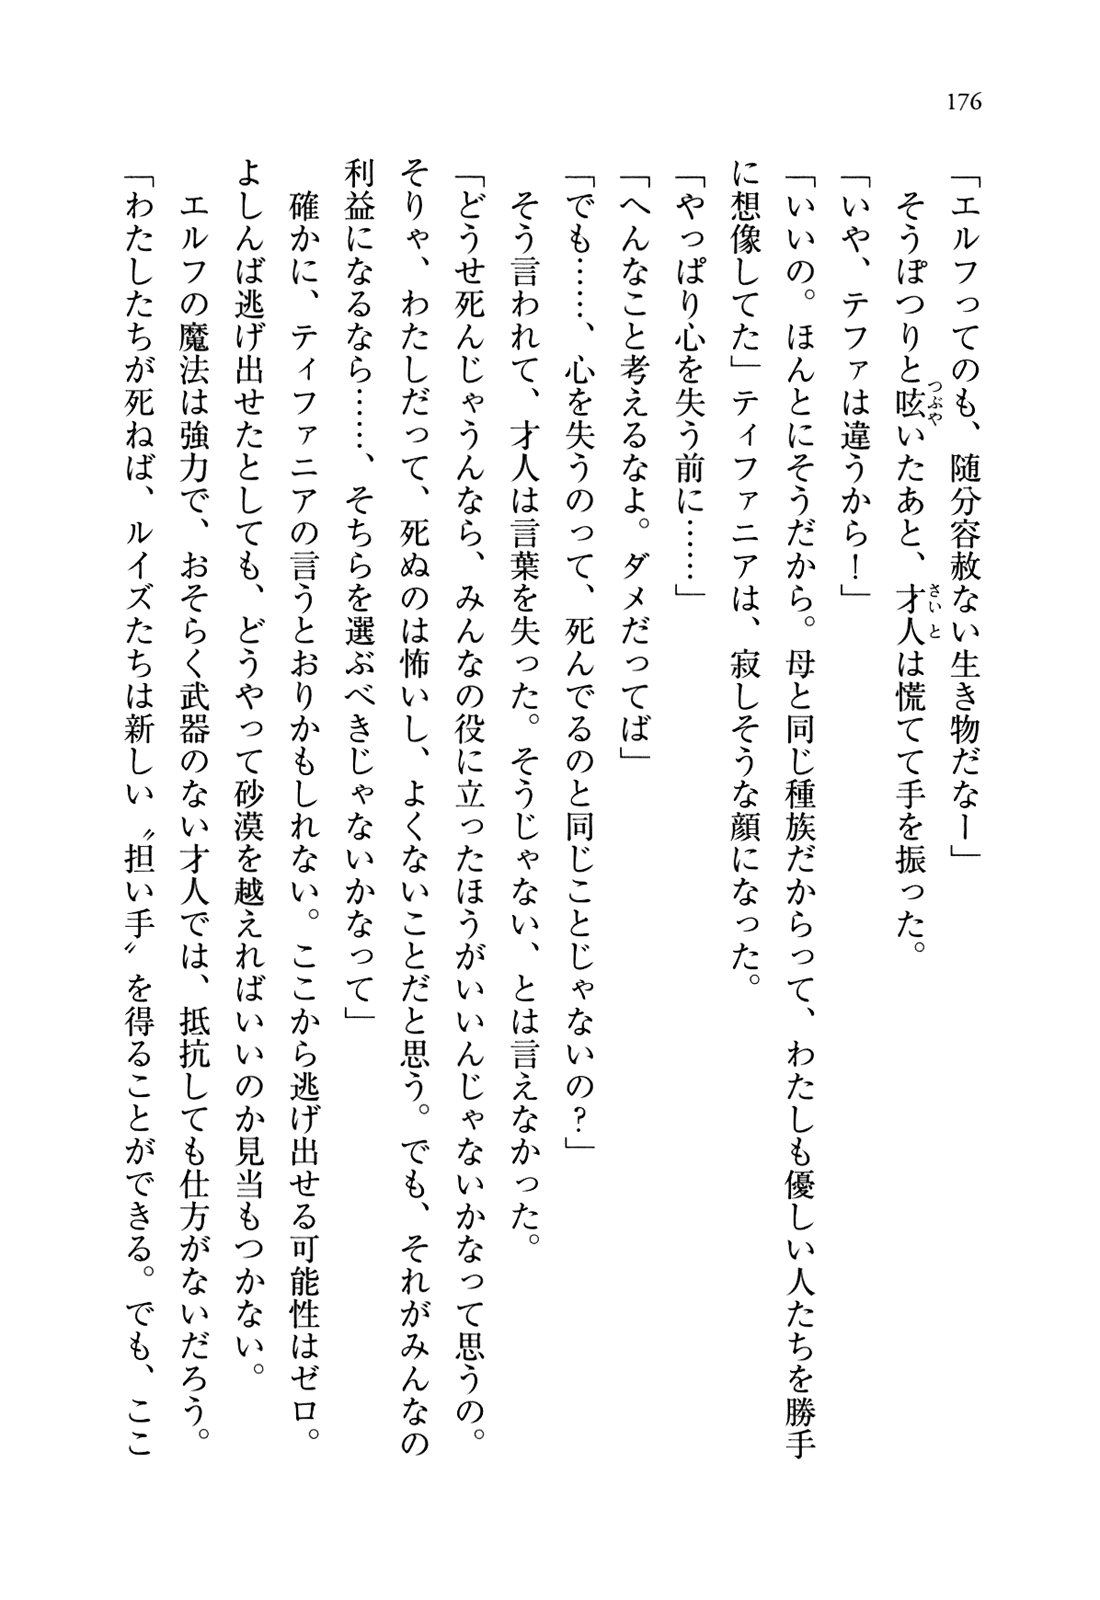 176
「エルフってのも、随分容赦ない生き物だなー」
そうぽつりと呟いたあと、才人は慌てて手を振った。
つぶや
さいと
「いや、テファは違うから！」
「いいの。ほんとにそうだから。母と同じ種族だからって、わたしも優しい人たちを勝手
に想像してた」ティファニアは、寂しそうな顔になった。
「やっぱり心を失う前に……」
「へんなこと考えるなよ。ダメだってば」
「でも……、心を失うのって、死んでるのと同じことじゃないの？」
そう言われて、才人は言葉を失った。そうじゃない、とは言えなかった。
「どうせ死んじゃうんなら、みんなの役に立ったほうがいいんじゃないかなって思うの。
そりゃ、わたしだって、死ぬのは怖いし、よくないことだと思う。でも、それがみんなの
利益になるなら……、そちらを選ぶべきじゃないかなって」
確かに、ティファニアの言うとおりかもしれない。ここから逃げ出せる可能性はゼロ。
よしんば逃げ出せたとしても、どうやって砂漠を越えればいいのか見当もつかない。
エルフの魔法は強力で、おそらく武器のない才人では、抵抗しても仕方がないだろう。
「わたしたちが死ねば、ルイズたちは新しい〝担い手〟を得ることができる。でも、ここ